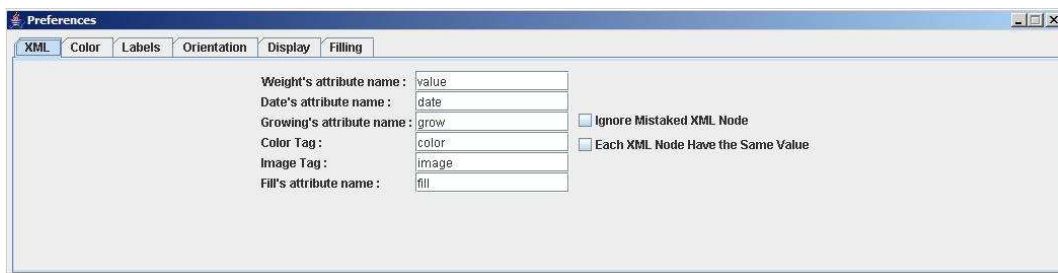 Preferences
XML Color Labels Orientation Display Filling
Weight's attribute name : value
Date's attribute name : date
Growing's attribute name : grow
Ignore Mistaked XML Node
Color Tag : color
Each XML Node Have the Same Value
Image Tag : image
Fill's attribute name : fill